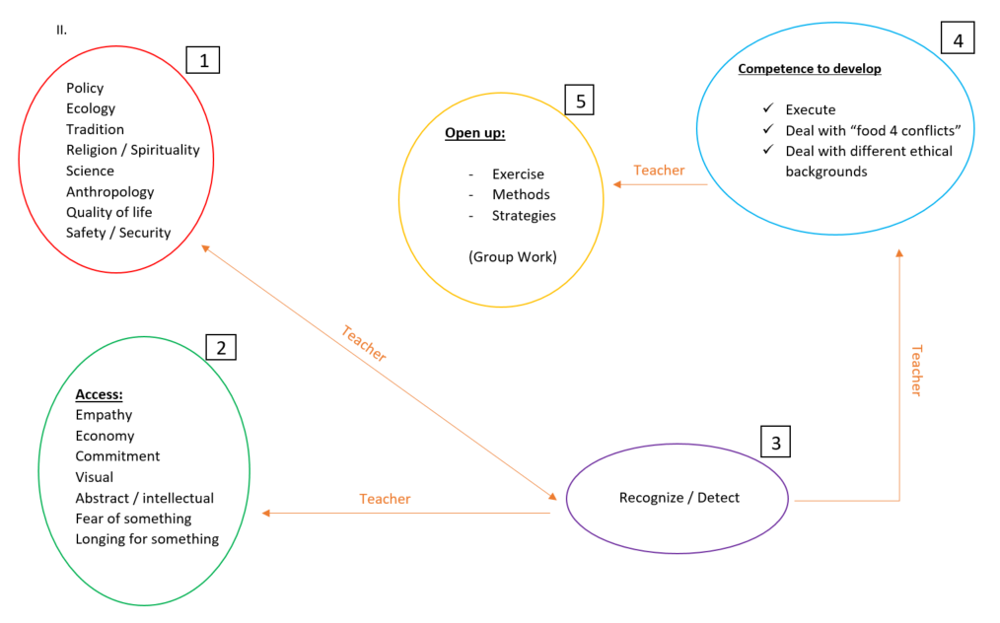 II.
1
Policy
Ecology
Tradition
Religion / Spirituality
Science
Anthropology
Quality of life
Safety / Security
2
Access:
Empathy
Economy
Commitment
Visual
Abstract / intellectual
Fear of something
Longing for something
Teacher
Teacher
3
Recognize / Detect
Teacher
4
Competence to develop
✓ Execute
✓ Deal with “food 4 conflicts”
✓ Deal with different ethical
backgrounds
Teacher
5
Open up:
- Exercise
- Methods
- Strategies
(Group Work)